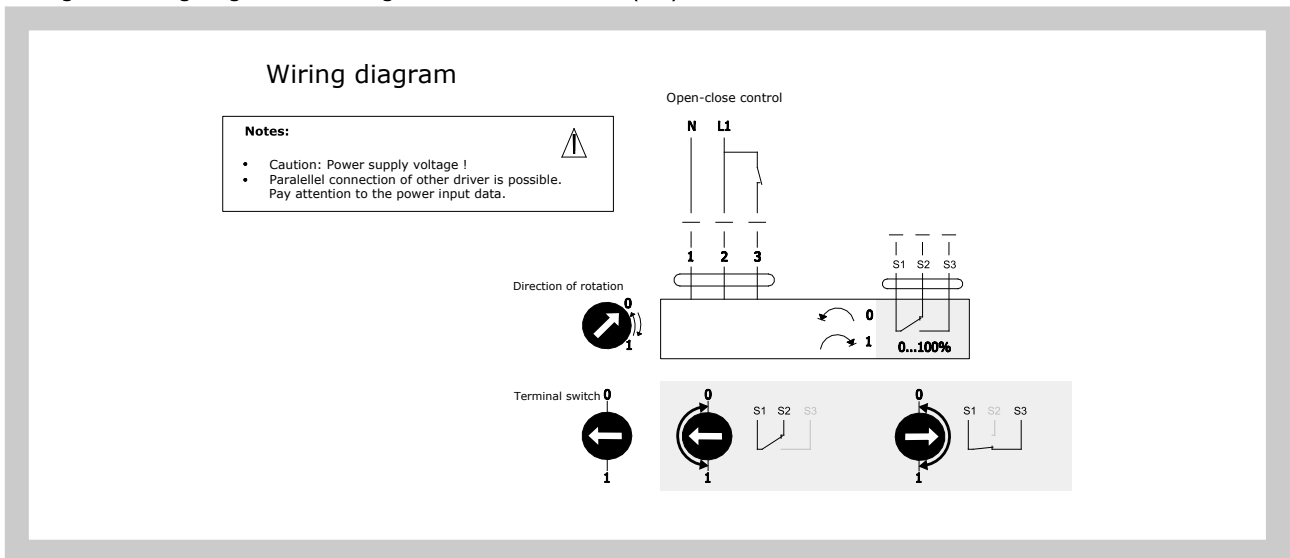 Wiring diagram
Open-close control
N L1
Notes:
• Caution: Power supply voltage !
• Paralellel connection of other driver is possible.
Pay attention to the power input data.
1 2 3
S1 S2 S3
Direction of rotation
0
1
0
1
0...100%
Terminal switch 0
1
0
1
S1 S2 S3
0
1
S1 S2 S3